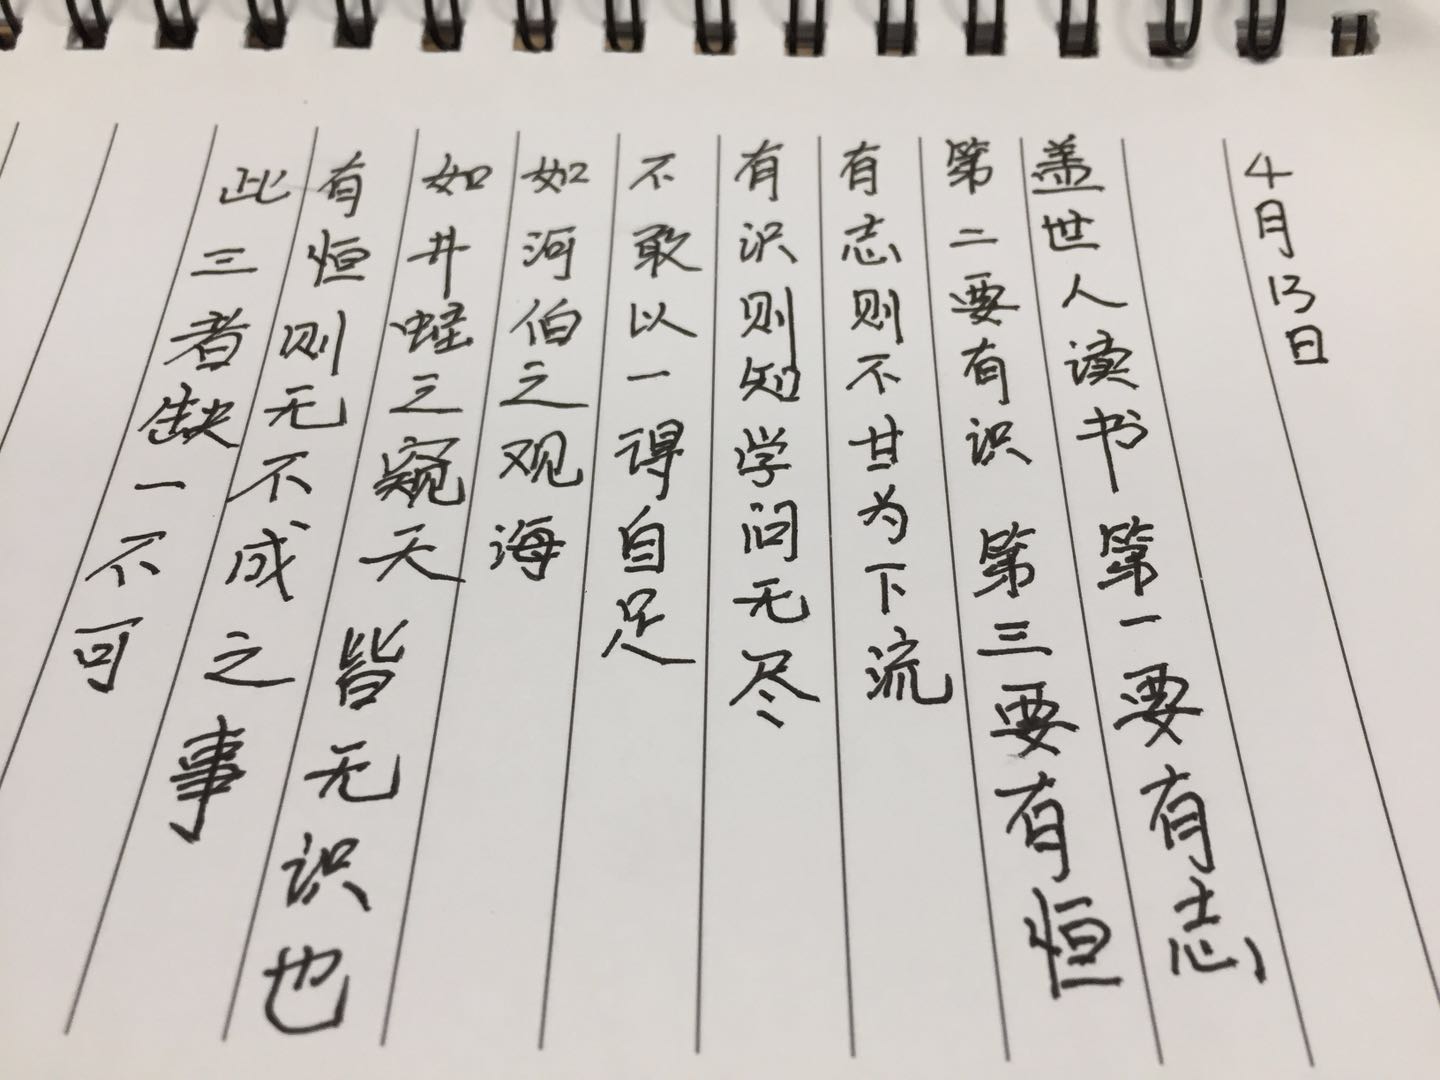 4月13日
盖世人读书 第一要有志
第二要有识 第三要有恒
有志则不甘为下流
有识则知学问无尽
不敢以一得自足
如河伯之观海
如井蛙之窥天 皆无识也
有恒则无不成之事
此三者缺一不可